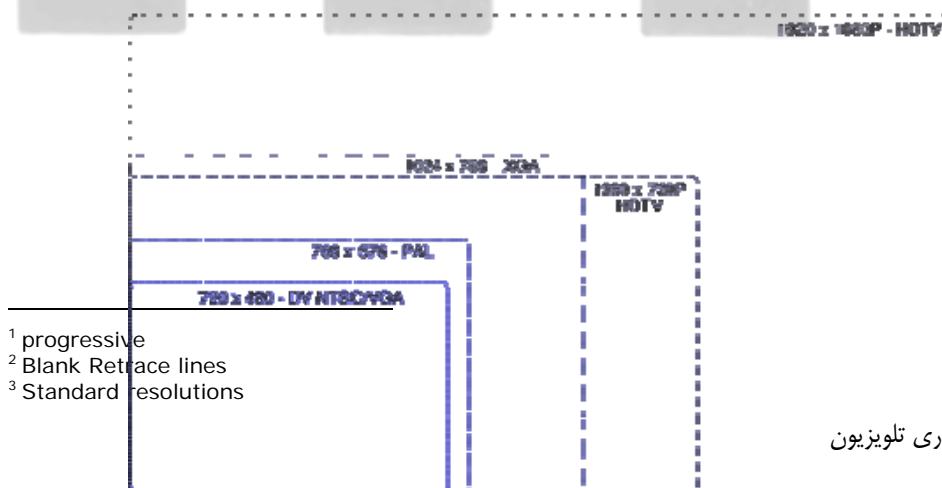 1920 x 1080P - HDTV
1024 x 768 XGA
1280 x 720P
HDTV
768 x 576 - PAL
720 x 480 - DV NTSC/VGA
1 progressive
2 Blank Retrace lines
3 Standard resolutions
ری تلویزیون